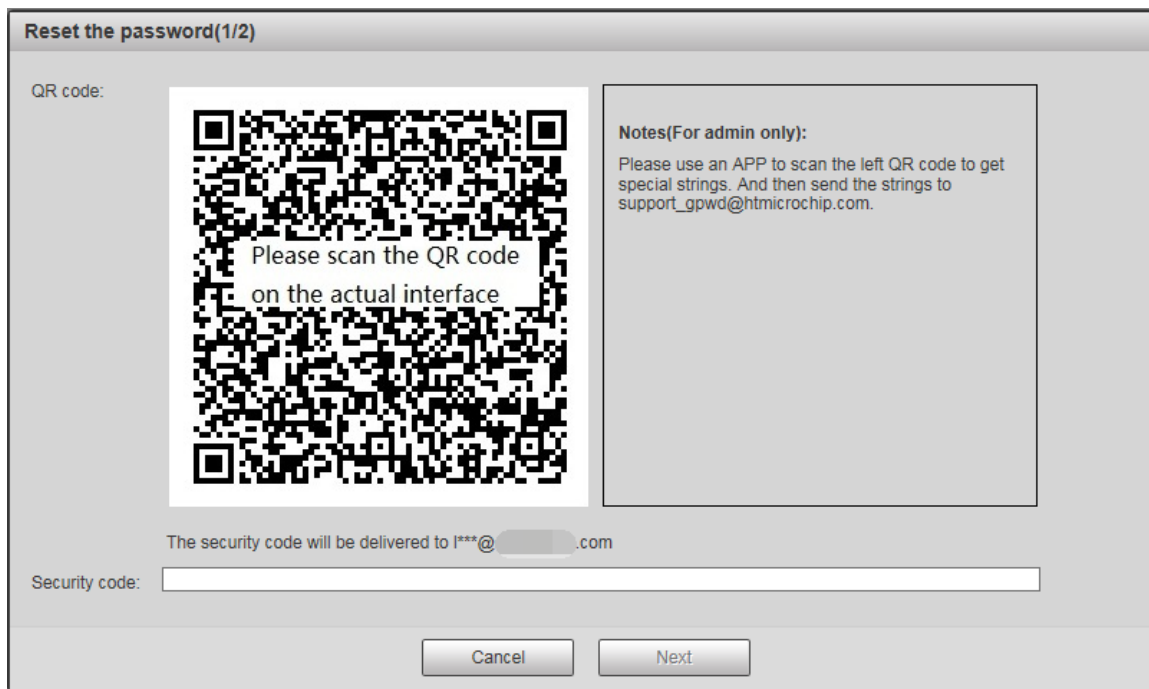 Reset the password(1/2)
QR code:
Please scan the QR code
on the actual interface
Notes(For admin only):
Please use an APP to scan the left QR code to get
special strings. And then send the strings to
support_gpwd@htmicrochip.com.
The security code will be delivered to l***@ .com
Security code:
Cancel
Next